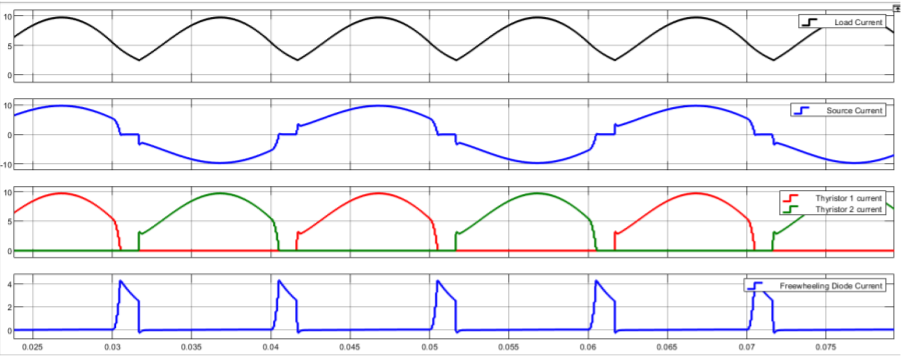 10
5
0
Load Current
10
0
-10
Source Current
10
5
0
Thyristor 1 current
Thyristor 2 current
4
2
0
Freewheeling Diode Current
0.025 0.03 0.035 0.04 0.045 0.05 0.055 0.06 0.065 0.07 0.075